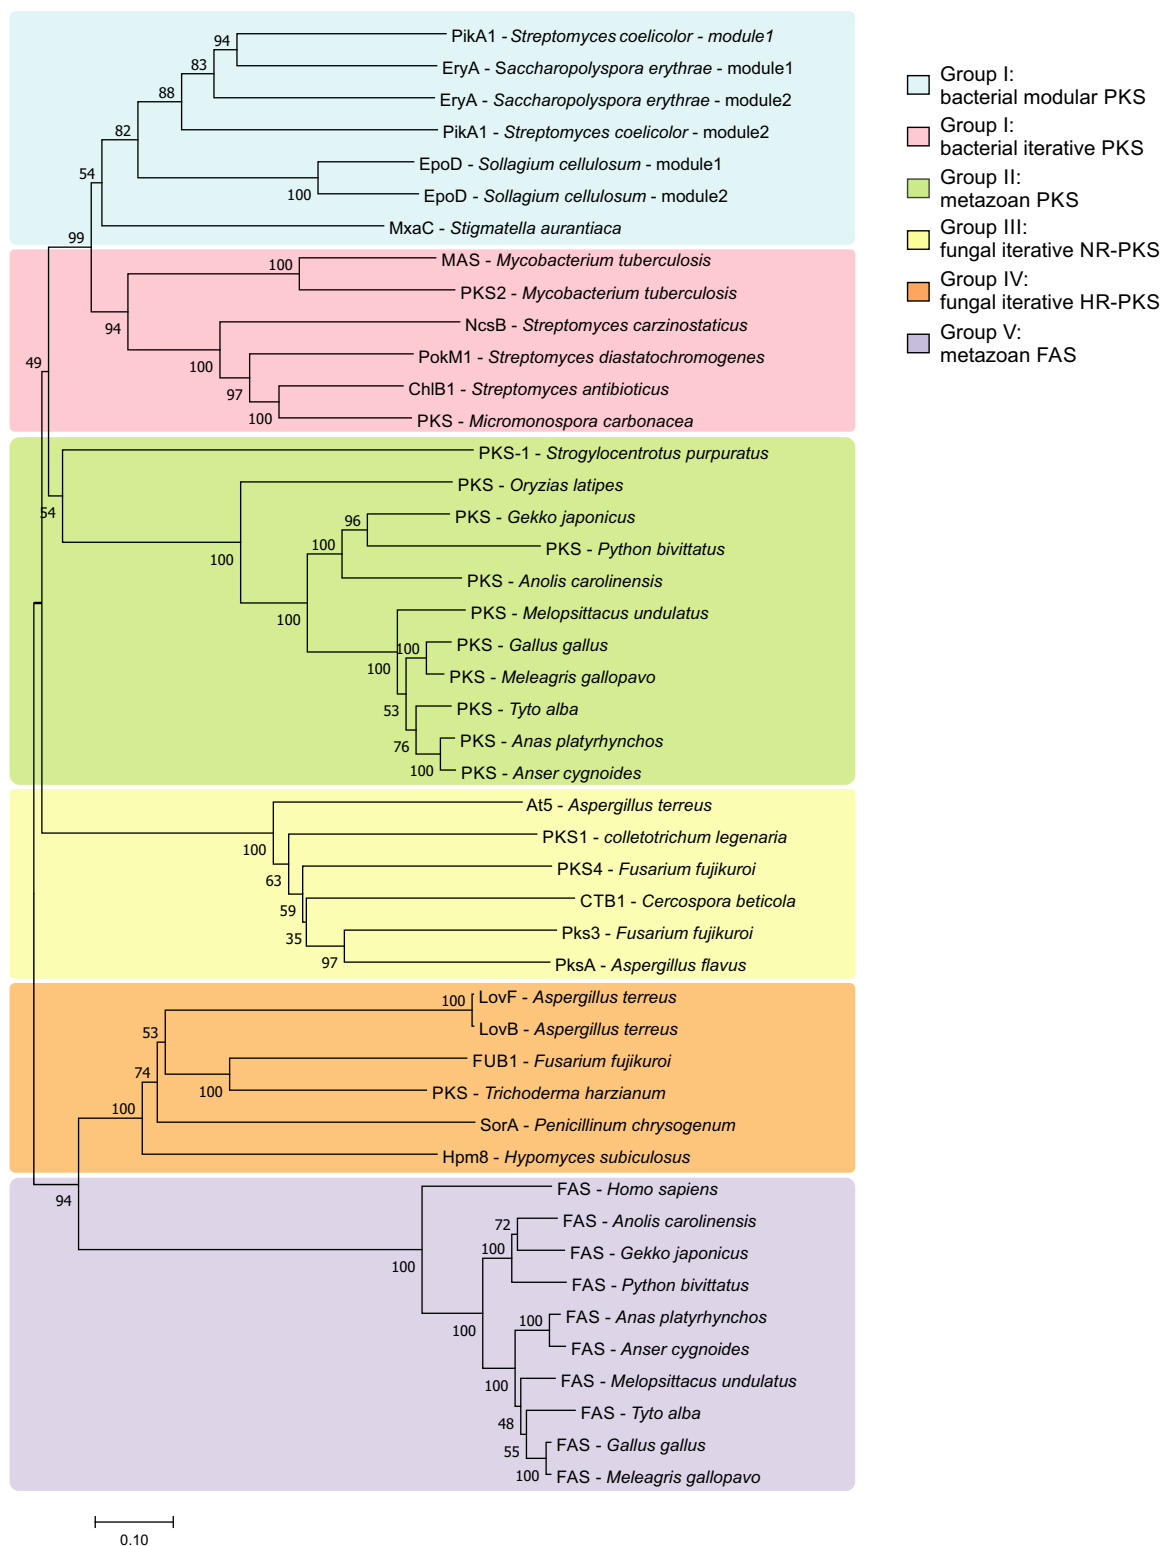 94
PikA1 - Streptomyces coelicolor - module1
83
EryA - Saccharopolyspora erythrae - module1
88
EryA - Saccharopolyspora erythrae - module2
82
PikA1 - Streptomyces coelicolor - module2
EpoD - Sollagium cellulosum - module1
54
100
EpoD - Sollagium cellulosum - module2
MxaC - Stigmatella aurantiaca
99
MAS - Mycobacterium tuberculosis
100
PKS2 - Mycobacterium tuberculosis
94
NcsB - Streptomyces carzinostaticus
49
100
PokM1 - Streptomyces diastatochromogenes
97
ChlB1 - Streptomyces antibioticus
100
PKS - Micromonospora carbonacea
PKS-1 - Strogylocentrotus purpuratus
54
PKS - Oryzias latipes
96
PKS - Gekko japonicus
100
100
PKS - Python bivittatus
PKS - Anolis carolinensis
100
PKS - Melopsittacus undulatus
100
PKS - Gallus gallus
100
PKS - Meleagris gallopavo
53
PKS - Tyto alba
76
PKS - Anas platyrhynchos
100
PKS - Anser cygnoides
At5 - Aspergillus terreus
100
PKS1 - colletotrichum legenaria
63
PKS4 - Fusarium fujikuroi
59
CTB1 - Cercospora beticola
35
Pks3 - Fusarium fujikuroi
97
PksA - Aspergillus flavus
100
LovF - Aspergillus terreus
53
LovB - Aspergillus terreus
74
FUB1 - Fusarium fujikuroi
100
PKS - Trichoderma harzianum
100
SorA - Penicillinum chrysogenum
Hpm8 - Hypomyces subiculosus
94
FAS - Homo sapiens
72
FAS - Anolis carolinensis
100
100
FAS - Gekko japonicus
FAS - Python bivittatus
100
100
FAS - Anas platyrhynchos
FAS - Anser cygnoides
100
FAS - Melopsittacus undulatus
48
FAS - Tyto alba
55
FAS - Gallus gallus
100
FAS - Meleagris gallopavo
0.10
Group I:
bacterial modular PKS
Group I:
bacterial iterative PKS
Group II:
metazoan PKS
Group III:
fungal iterative NR-PKS
Group IV:
fungal iterative HR-PKS
Group V:
metazoan FAS